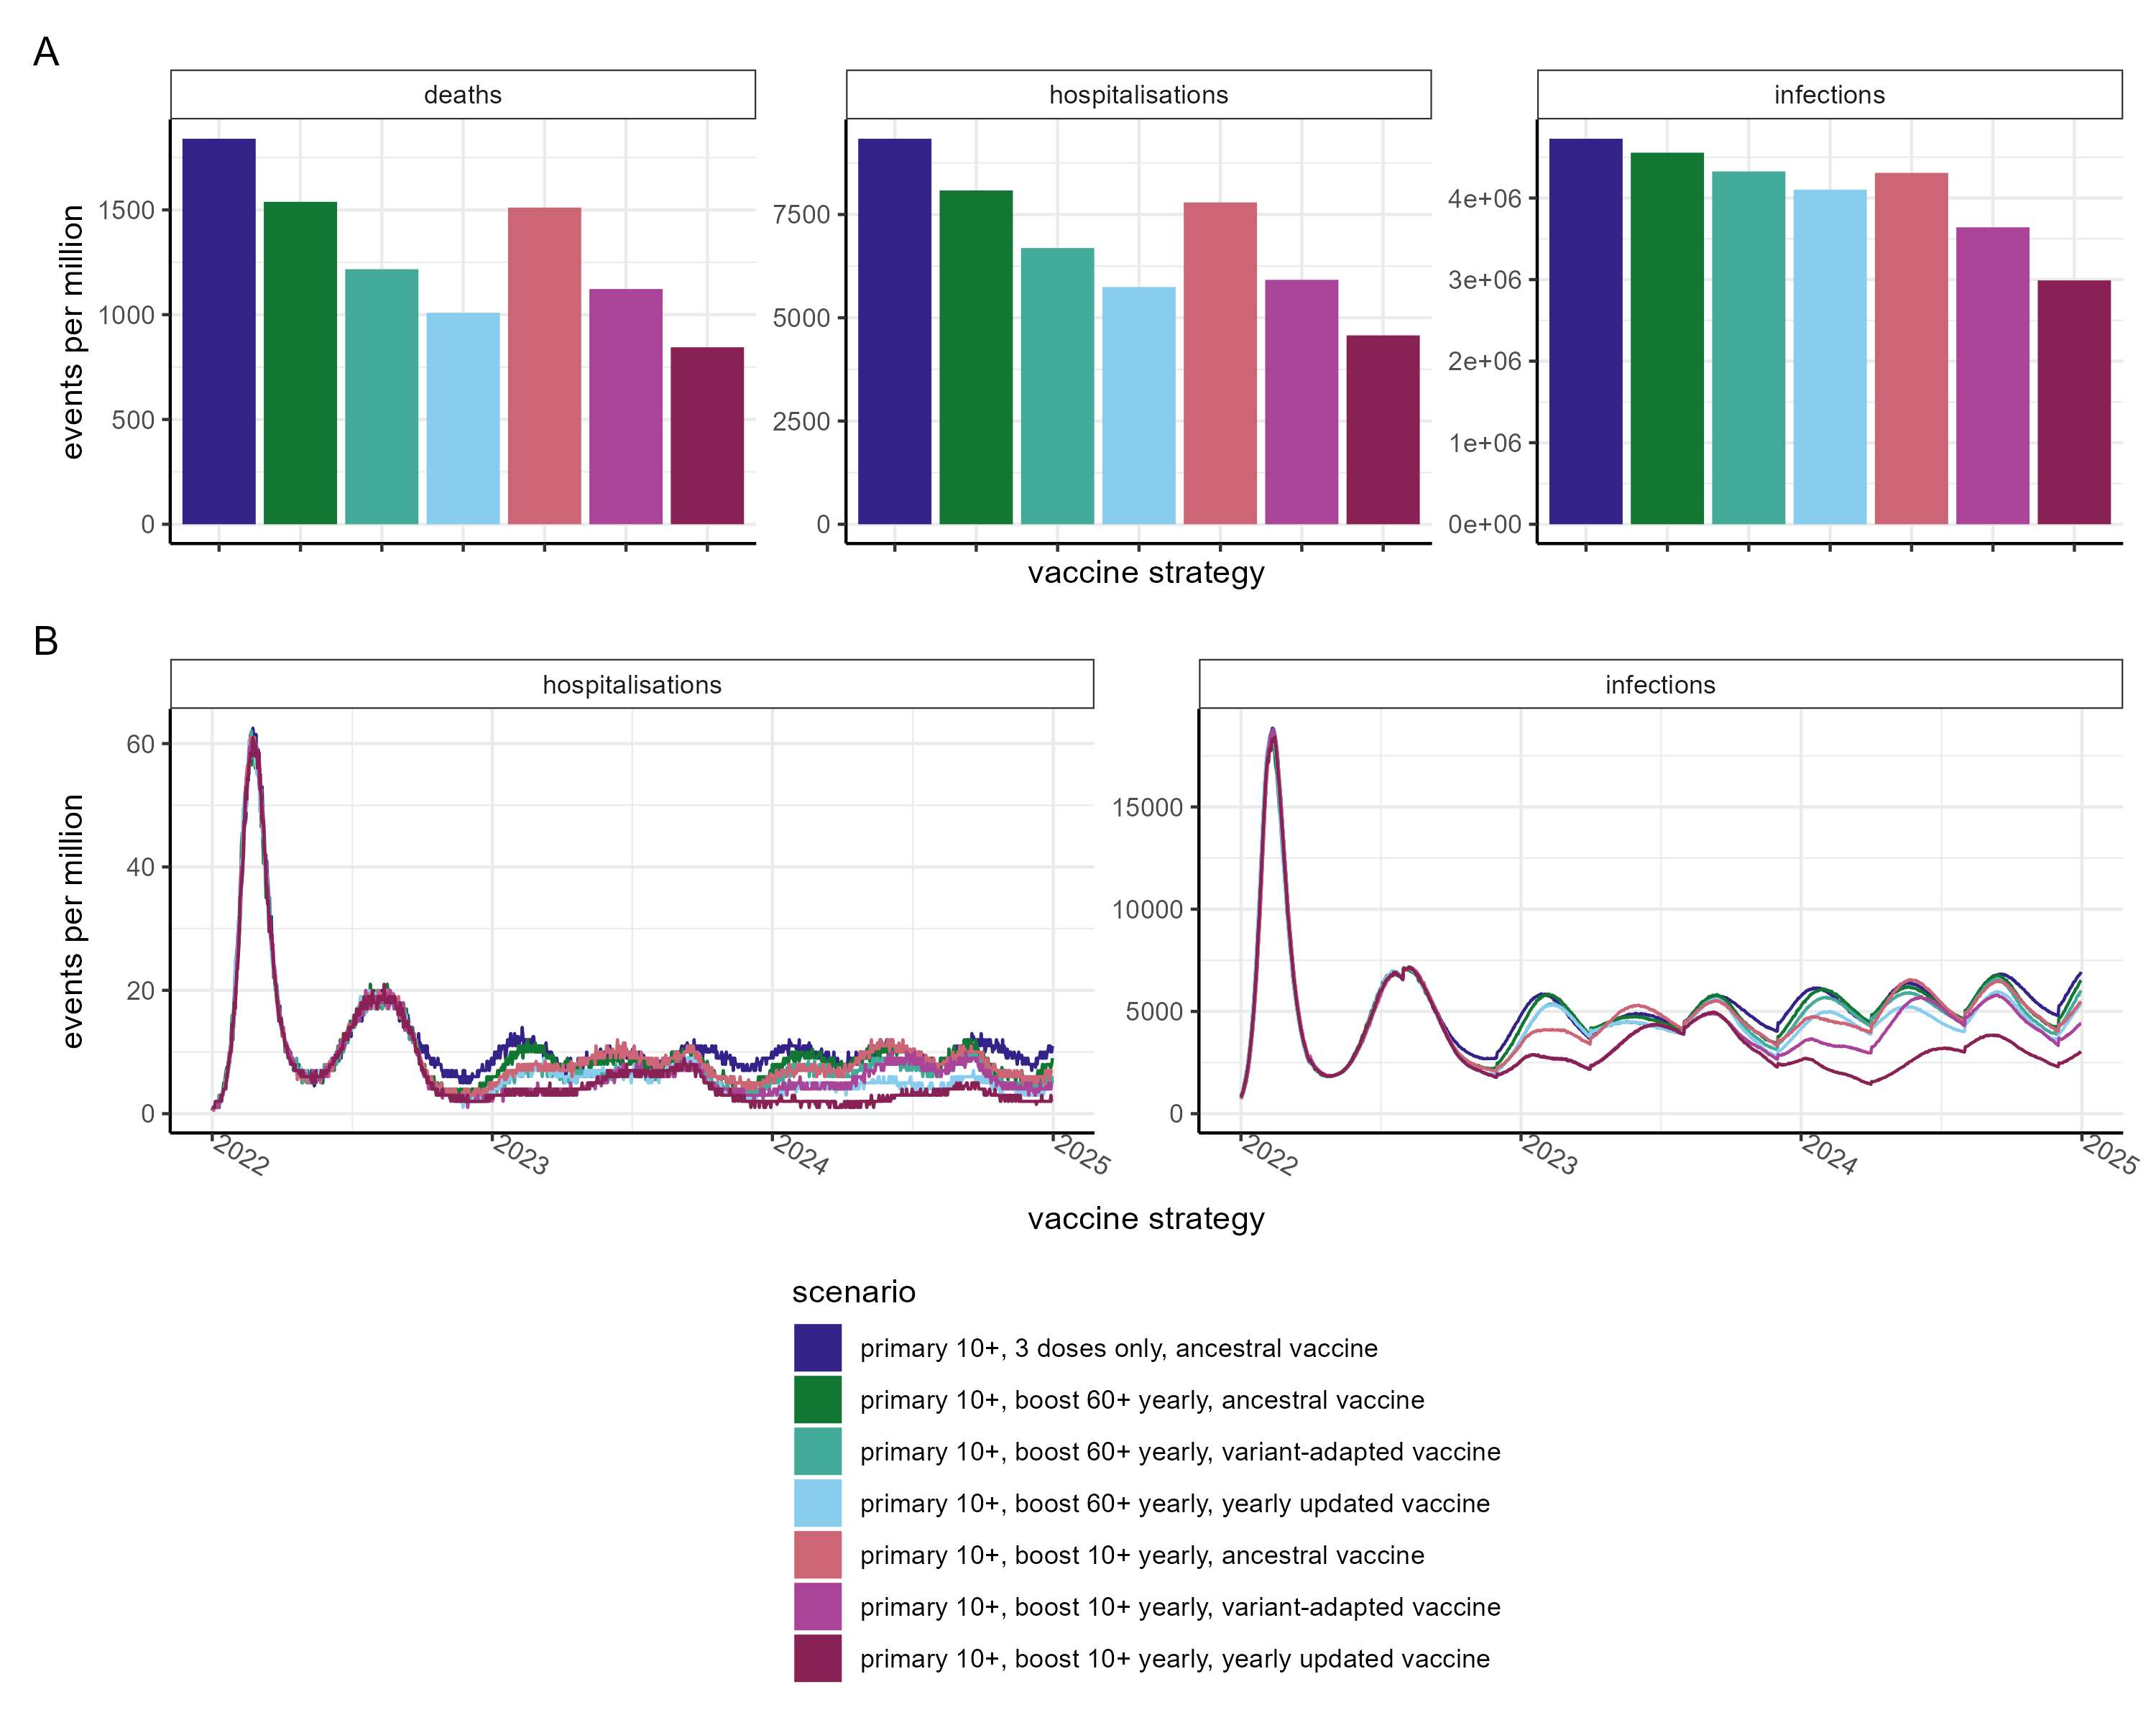 A
deaths
hospitalisations
infections
events per million
1500
1000
500
0
7500
5000
2500
0
4e+06
3e+06
2e+06
1e+06
0e+00
vaccine strategy
B
hospitalisations
infections
events per million
60
40
20
0
15000
10000
5000
0
2022
2023
2024
2025
2022
2023
2024
2025
vaccine strategy
scenario
primary 10+, 3 doses only, ancestral vaccine
primary 10+, boost 60+ yearly, ancestral vaccine
primary 10+, boost 60+ yearly, variant-adapted vaccine
primary 10+, boost 60+ yearly, yearly updated vaccine
primary 10+, boost 10+ yearly, ancestral vaccine
primary 10+, boost 10+ yearly, variant-adapted vaccine
primary 10+, boost 10+ yearly, yearly updated vaccine